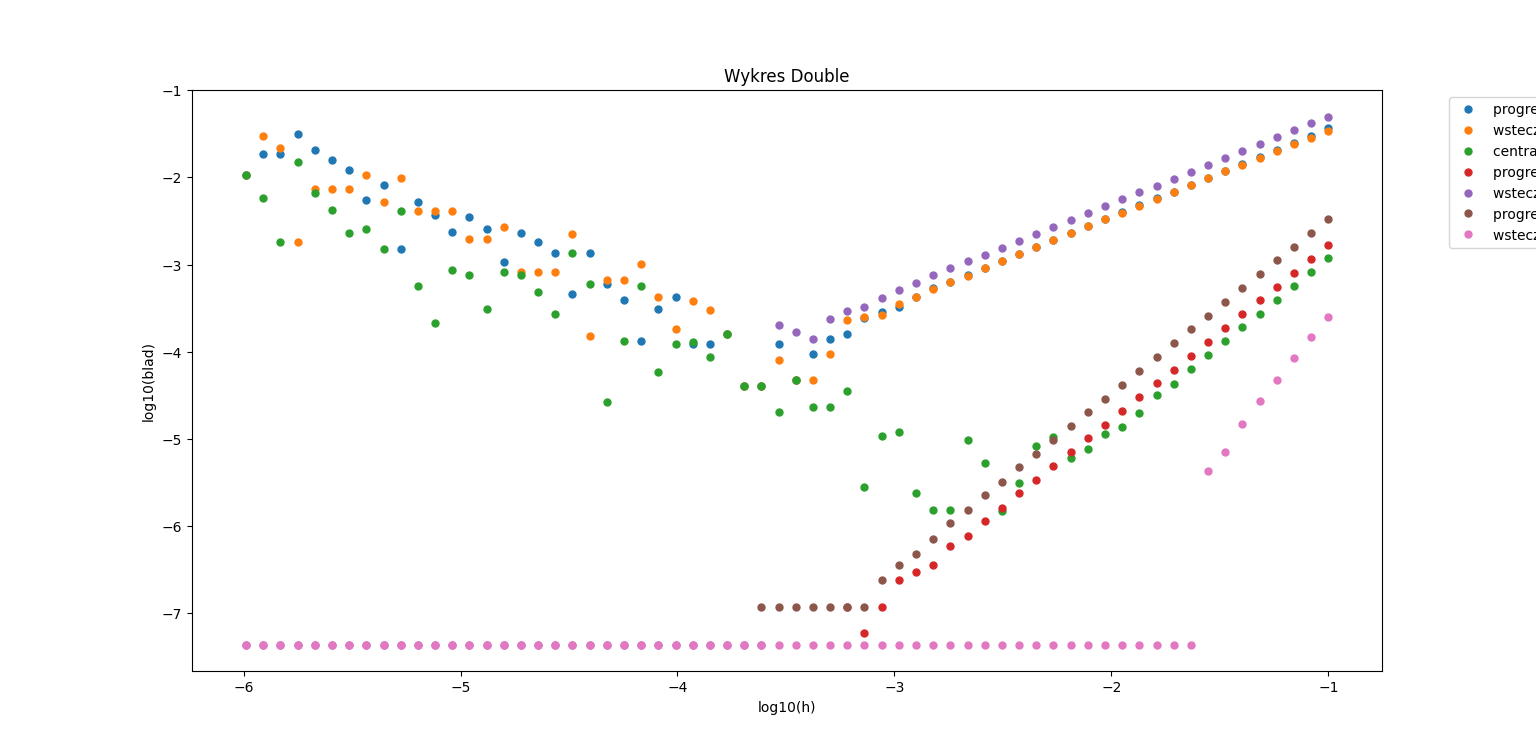 Wykres Double
−1
−2
−3
−4
−5
−6
−7
log10(blad)
−6
−5
−4
−3
−2
−1
log10(h)
progre
wstecz
centra
progre
wstecz
progre
wstecz